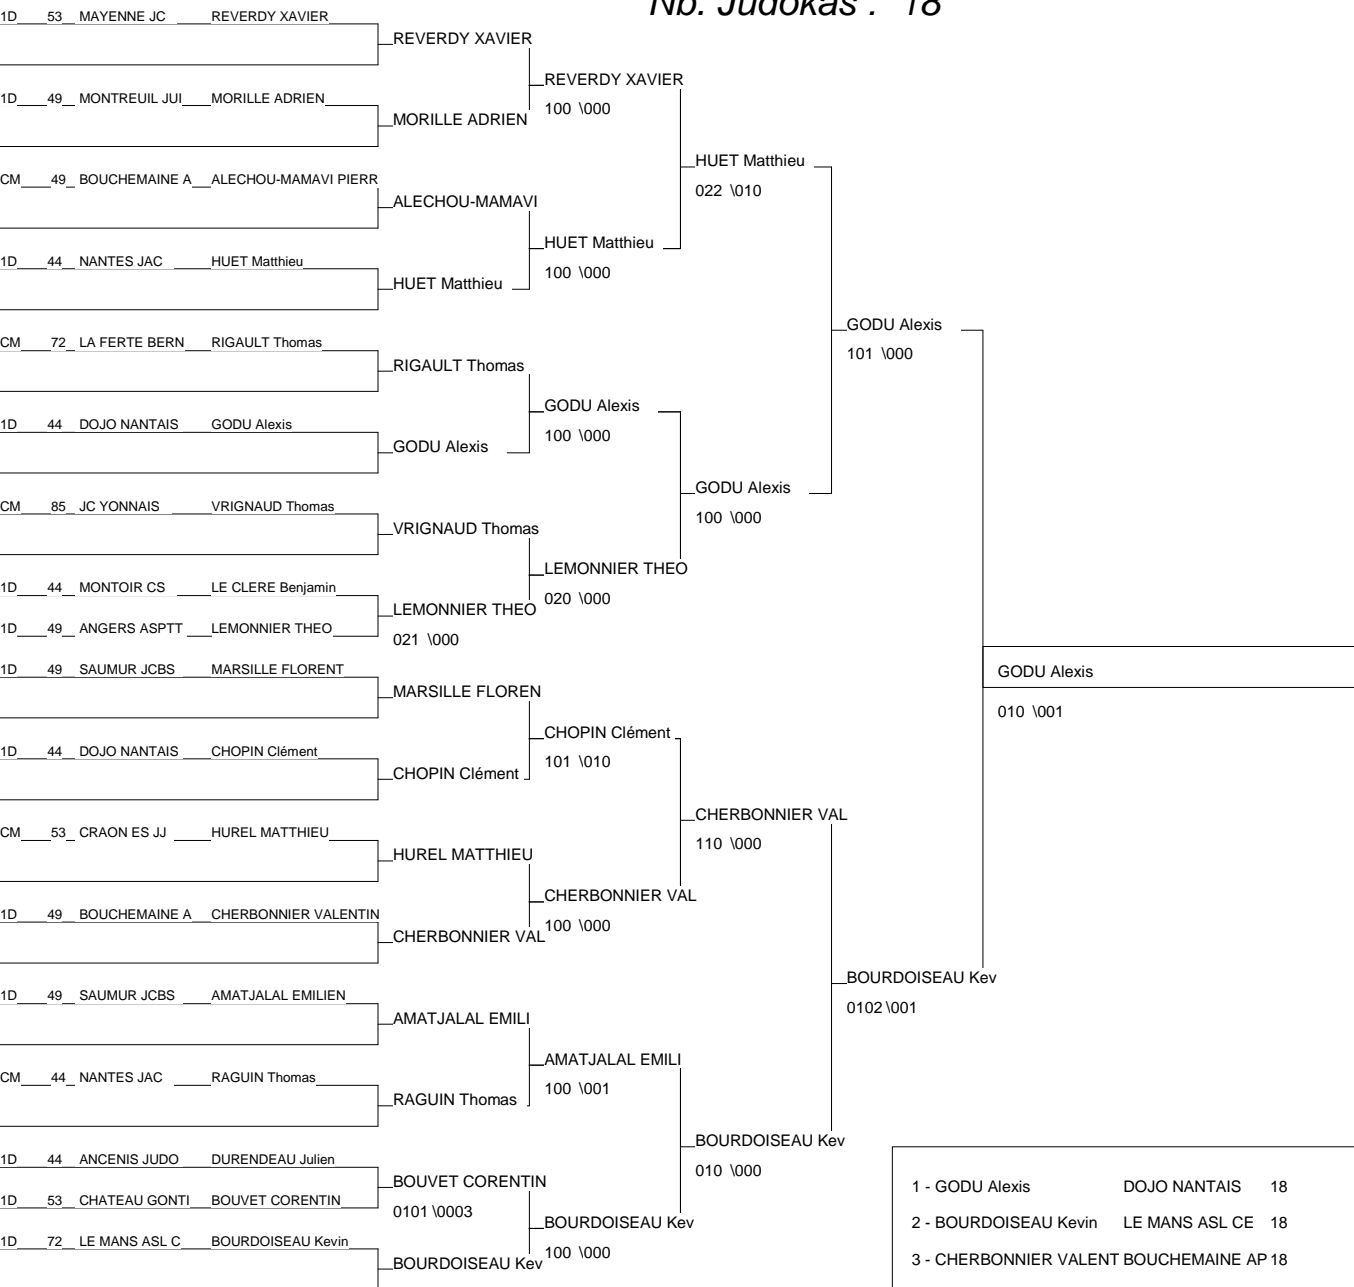 Nb. Judokas : 18
1D 53 MAYENNE JC REVERDY XAVIER
REVERDY XAVIER
REVERDY XAVIER
100 \000
1D 49 MONTREUIL JUI MORILLE ADRIEN
MORILLE ADRIEN
HUET Matthieu
022 \010
CM 49 BOUCHEMAINE A ALECHOU-MAMAVI PIERR
ALECHOU-MAMAVI
HUET Matthieu
100 \000
1D 44 NANTES JAC HUET Matthieu
HUET Matthieu
GODU Alexis
101 \000
CM 72 LA FERTE BERN RIGAULT Thomas
RIGAULT Thomas
GODU Alexis
100 \000
1D 44 DOJO NANTAIS GODU Alexis
GODU Alexis
GODU Alexis
100 \000
CM 85 JC YONNAIS VRIGNAUD Thomas
VRIGNAUD Thomas
LEMONNIER THEO
020 \000
1D 44 MONTOIR CS LE CLERE Benjamin
LEMONNIER THEO
021 \000
1D 49 ANGERS ASPTT LEMONNIER THEO
GODU Alexis
010 \001
1D 49 SAUMUR JCBS MARSILLE FLORENT
MARSILLE FLOREN
CHOPIN Clément
101 \010
1D 44 DOJO NANTAIS CHOPIN Clément
CHOPIN Clément
CHERBONNIER VAL
110 \000
CM 53 CRAON ES JJ HUREL MATTHIEU
HUREL MATTHIEU
CHERBONNIER VAL
100 \000
1D 49 BOUCHEMAINE A CHERBONNIER VALENTIN
CHERBONNIER VAL
BOURDOISEAU Kev
0102 \001
1D 49 SAUMUR JCBS AMATJALAL EMILIEN
AMATJALAL EMILI
AMATJALAL EMILI
100 \001
CM 44 NANTES JAC RAGUIN Thomas
RAGUIN Thomas
BOURDOISEAU Kev
010 \000
1D 44 ANCENIS JUDO DURENDEAU Julien
BOUVET CORENTIN
0101 \0003
1D 53 CHATEAU GONTI BOUVET CORENTIN
BOURDOISEAU Kev
100 \000
1D 72 LE MANS ASL C BOURDOISEAU Kevin
BOURDOISEAU Kev
1 - GODU Alexis DOJO NANTAIS 18
2 - BOURDOISEAU Kevin LE MANS ASL CE 18
3 - CHERBONNIER VALENT BOUCHEMAINE AP 18